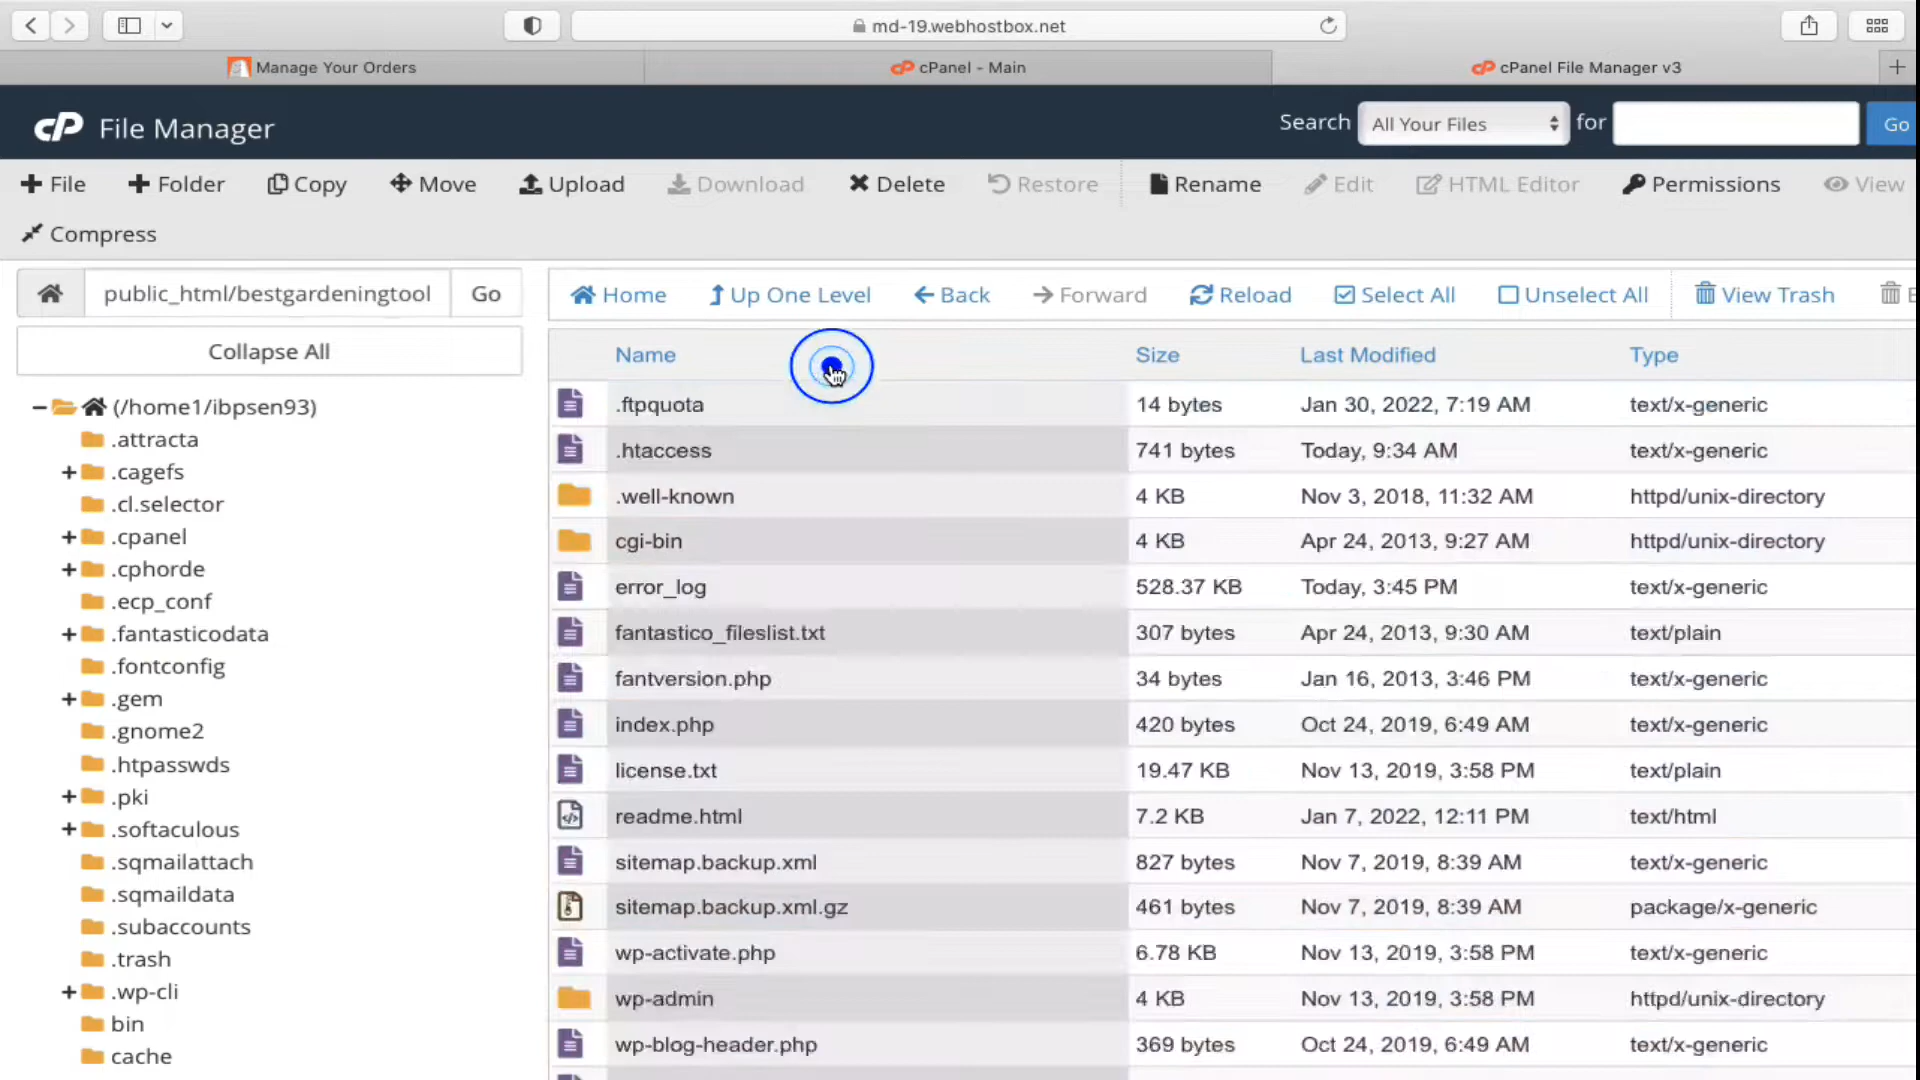 md-19.webhostbox.net
Manage Your Orders
cPanel - Main
cPanel File Manager v3
cP File Manager
Search All Your Files for Go
File Folder Copy Move Upload Download Delete Restore Rename Edit HTML Editor Permissions View
Compress
public_html/bestgardeningtool Go
Home Up One Level Back Forward Reload Select All Unselect All View Trash
Collapse All
(/home1/ibpsen93)
.attracta
.cagefs
.cl.selector
.cpanel
.cphorde
.ecp_conf
.fantasticodata
.fontconfig
.gem
.gnome2
.htpasswds
.pki
.softaculous
.sqmailattach
.sqmaildata
.subaccounts
.trash
.wp-cli
bin
cache
Name Size Last Modified Type
.ftpquota 14 bytes Jan 30, 2022, 7:19 AM text/x-generic
.htaccess 741 bytes Today, 9:34 AM text/x-generic
.well-known 4 KB Nov 3, 2018, 11:32 AM httpd/unix-directory
cgi-bin 4 KB Apr 24, 2013, 9:27 AM httpd/unix-directory
error_log 528.37 KB Today, 3:45 PM text/x-generic
fantastico_fileslist.txt 307 bytes Apr 24, 2013, 9:30 AM text/plain
fantversion.php 34 bytes Jan 16, 2013, 3:46 PM text/x-generic
index.php 420 bytes Oct 24, 2019, 6:49 AM text/x-generic
license.txt 19.47 KB Nov 13, 2019, 3:58 PM text/plain
readme.html 7.2 KB Jan 7, 2022, 12:11 PM text/html
sitemap.backup.xml 827 bytes Nov 7, 2019, 8:39 AM text/x-generic
sitemap.backup.xml.gz 461 bytes Nov 7, 2019, 8:39 AM package/x-generic
wp-activate.php 6.78 KB Nov 13, 2019, 3:58 PM text/x-generic
wp-admin 4 KB Nov 13, 2019, 3:58 PM httpd/unix-directory
wp-blog-header.php 369 bytes Oct 24, 2019, 6:49 AM text/x-generic